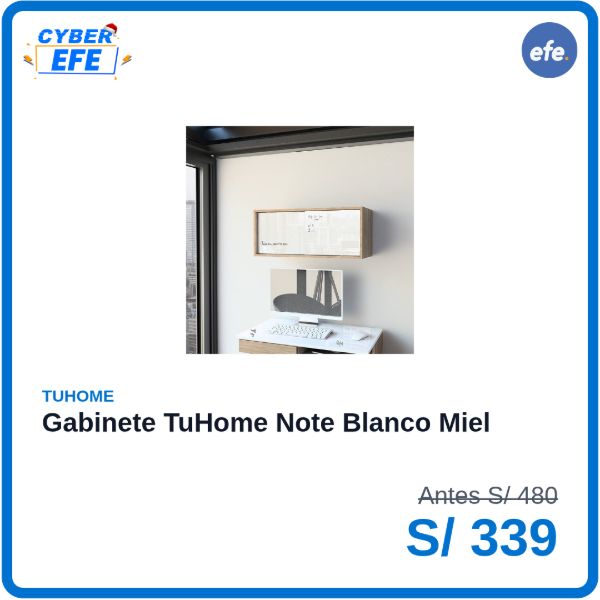 CYBER
EFE
efe.
TUHOME
Gabinete TuHome Note Blanco Miel
Antes S/ 480
S/ 339